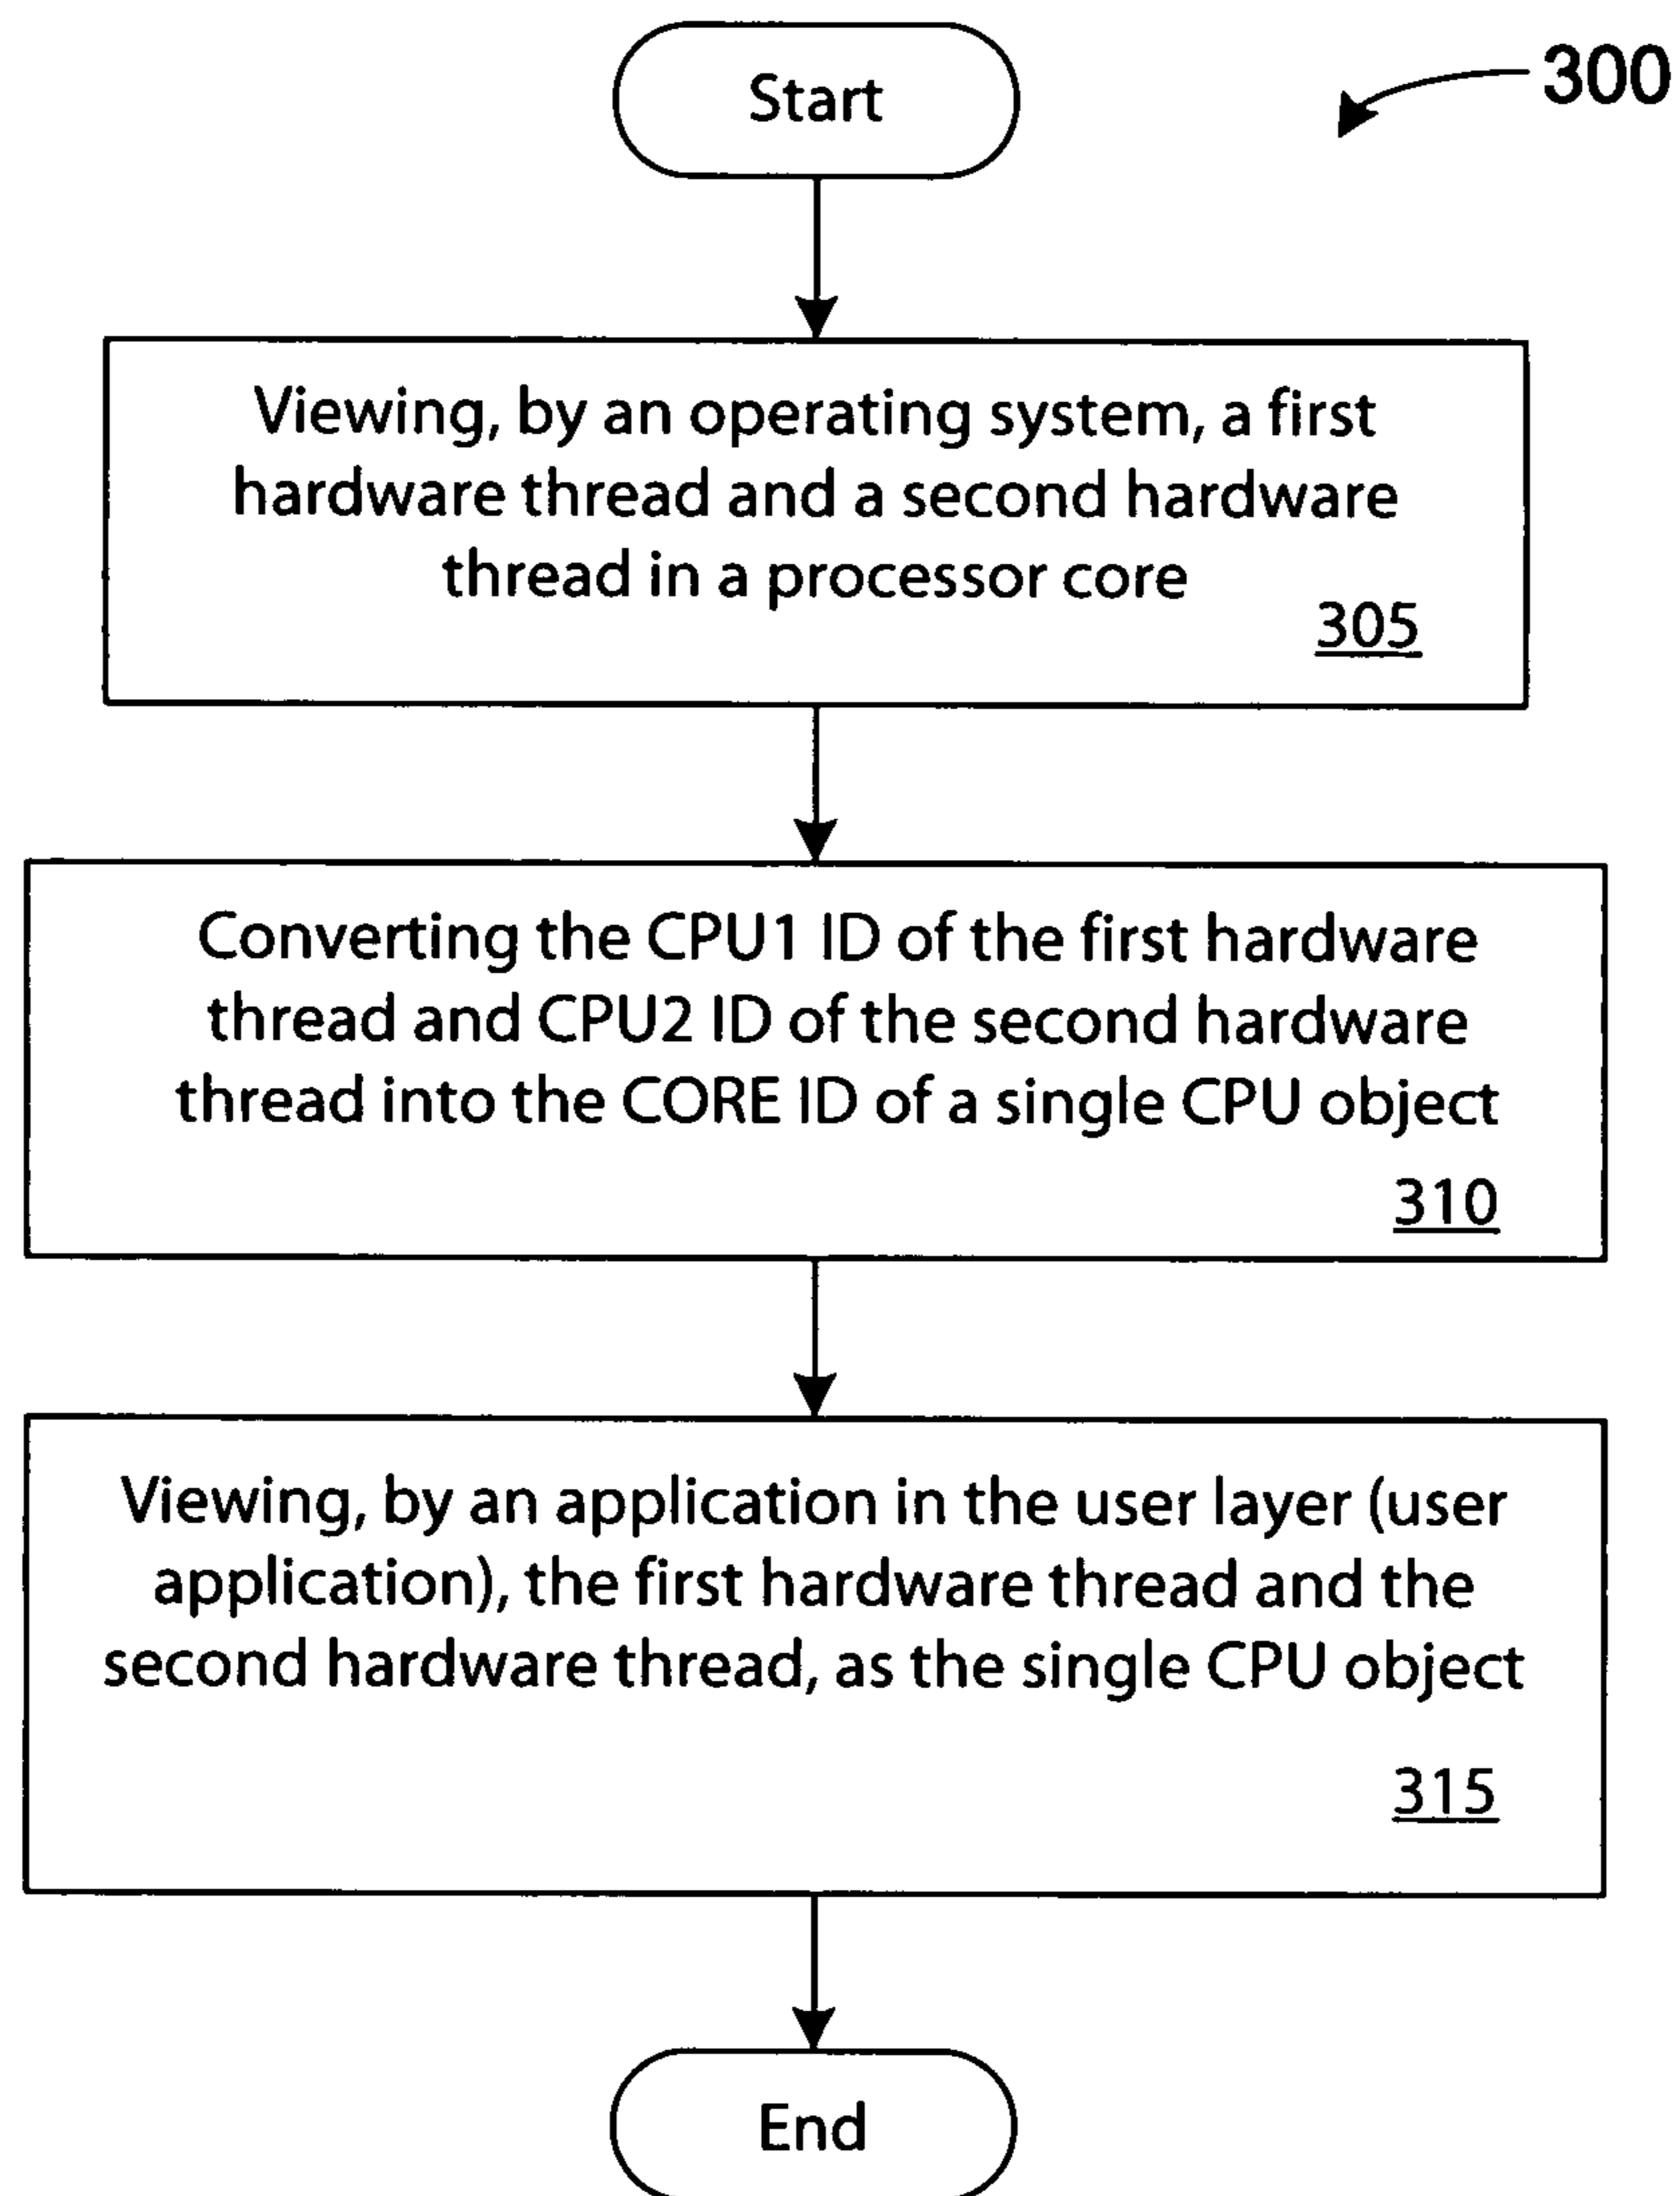 Start
300
Viewing, by an operating system, a first
hardware thread and a second hardware
thread in a processor core
305
Converting the CPU1 ID of the first hardware
thread and CPU2 ID of the second hardware
thread into the CORE ID of a single CPU object
310
Viewing, by an application in the user layer (user
application), the first hardware thread and the
second hardware thread, as the single CPU object
315
End